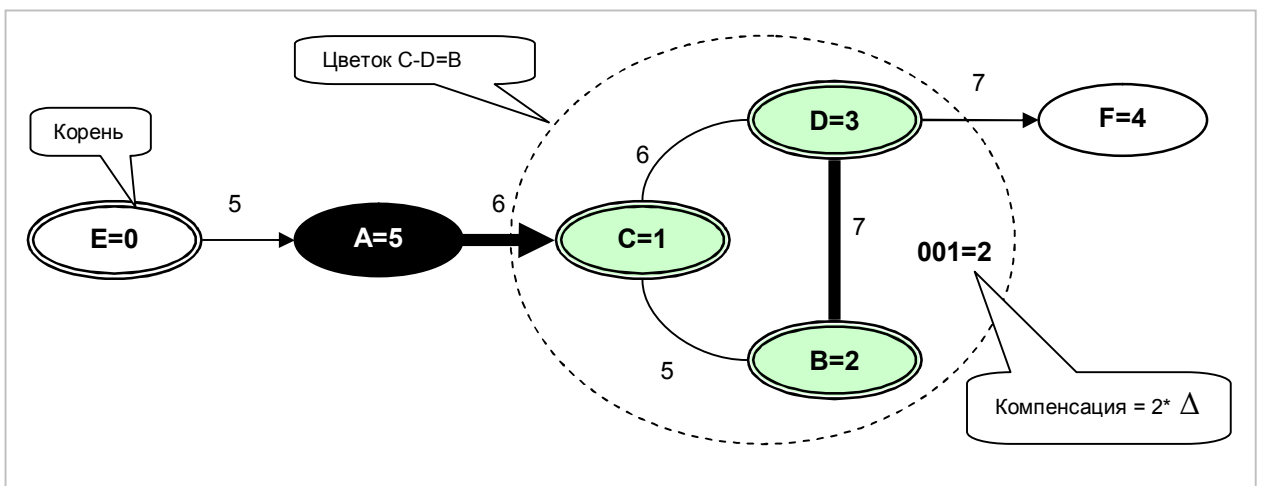 Цветок C-D=B
7
D=3
F=4
Корень
6
5
6
E=0
A=5
C=1
7
001=2
5
B=2
Компенсация = 2* Δ